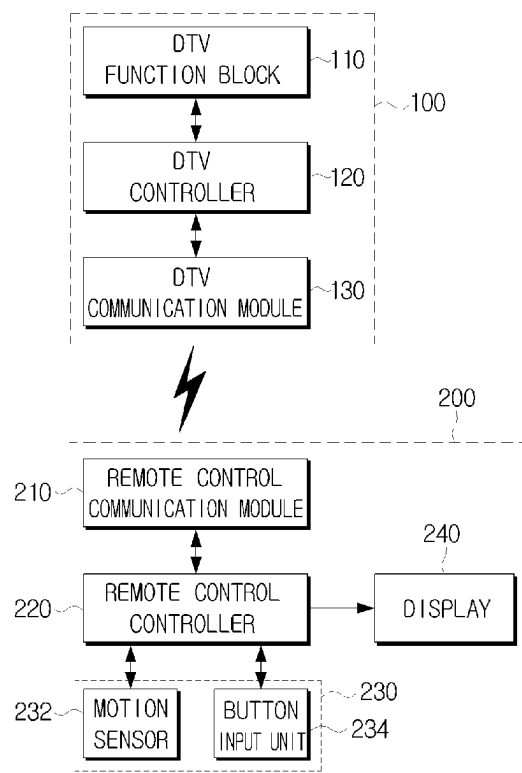 DTV
FUNCTION BLOCK
110
100
DTV
CONTROLLER
120
DTV
COMMUNICATION MODULE
130
200
210
REMOTE CONTROL
COMMUNICATION MODULE
240
220
REMOTE CONTROL
CONTROLLER
DISPLAY
230
232
MOTION
SENSOR
BUTTON
INPUT UNIT
234